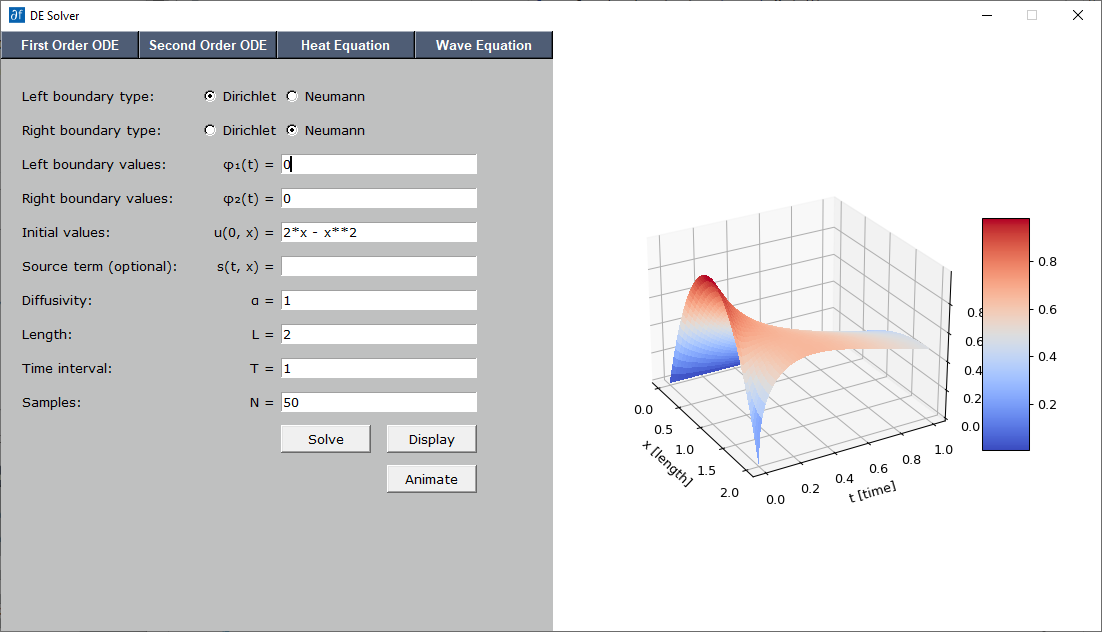 ∂f DE Solver
First Order ODE Second Order ODE Heat Equation Wave Equation
Left boundary type: Dirichlet Neumann
Right boundary type: Dirichlet Neumann
Left boundary values: φ₁(t) = 0
Right boundary values: φ₂(t) = 0
Initial values: u(0, x) = 2*x - x**2
Source term (optional): s(t, x) =
Diffusivity: α = 1
Length: L = 2
Time interval: T = 1
Samples: N = 50
Solve Display
Animate
0.0
0.5
1.0
1.5
2.0
x [length]
0.0
0.2
0.4
0.6
0.8
1.0
t [time]
0.8
0.6
0.4
0.2
0.0
0.8
0.6
0.4
0.2